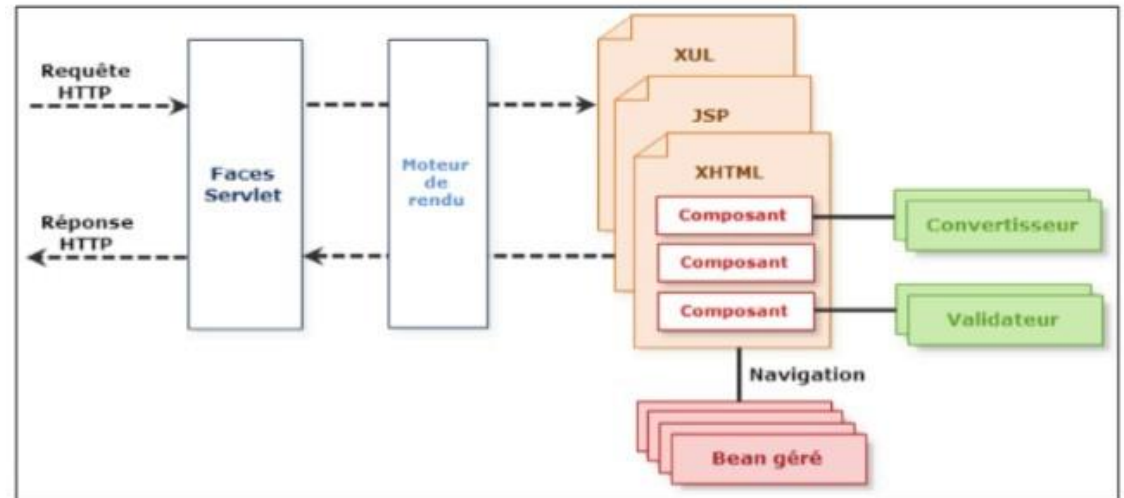 Requête
HTTP
Réponse
HTTP
Faces
Servlet
Moteur
de
rendu
XUL
JSP
XHTML
Composant
Composant
Composant
Convertisseur
Validateur
Navigation
Bean géré